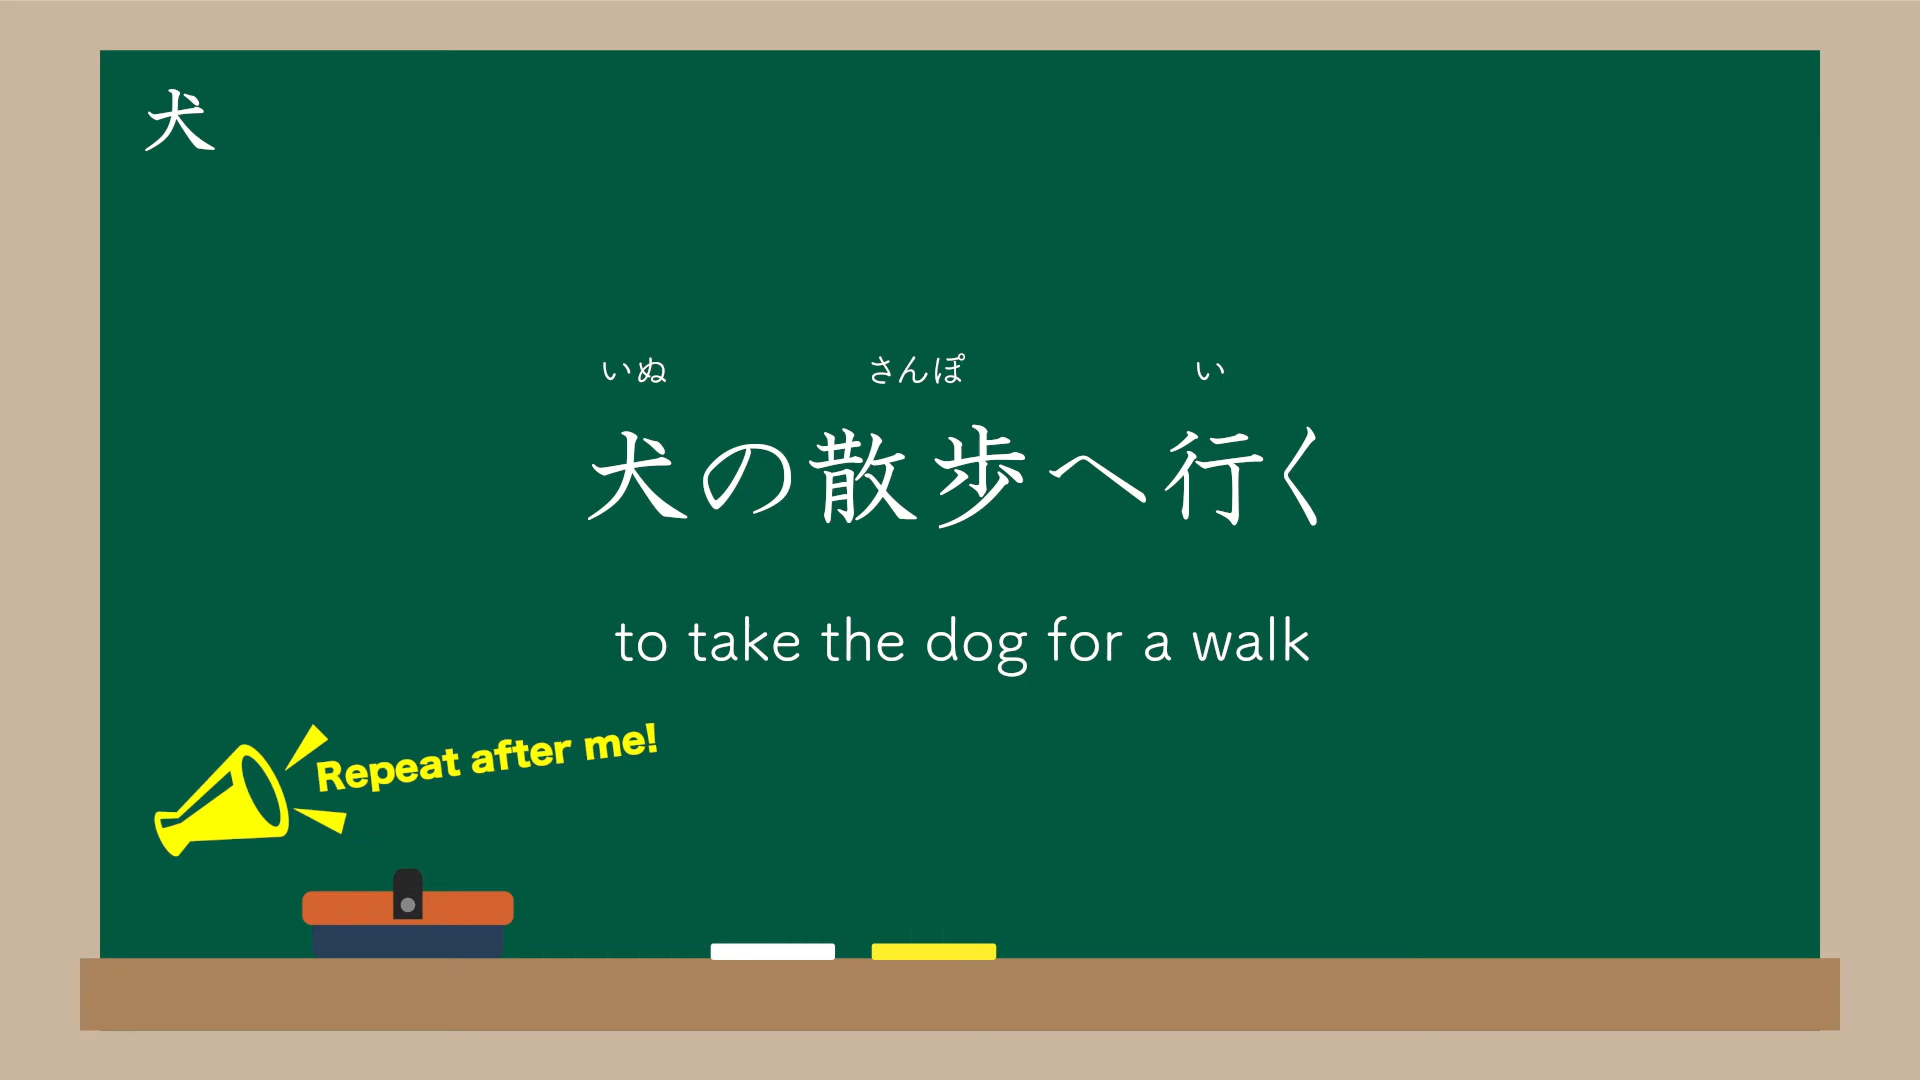 犬
いぬ さんぽ い
犬の散歩へ行く
to take the dog for a walk
Repeat after me!